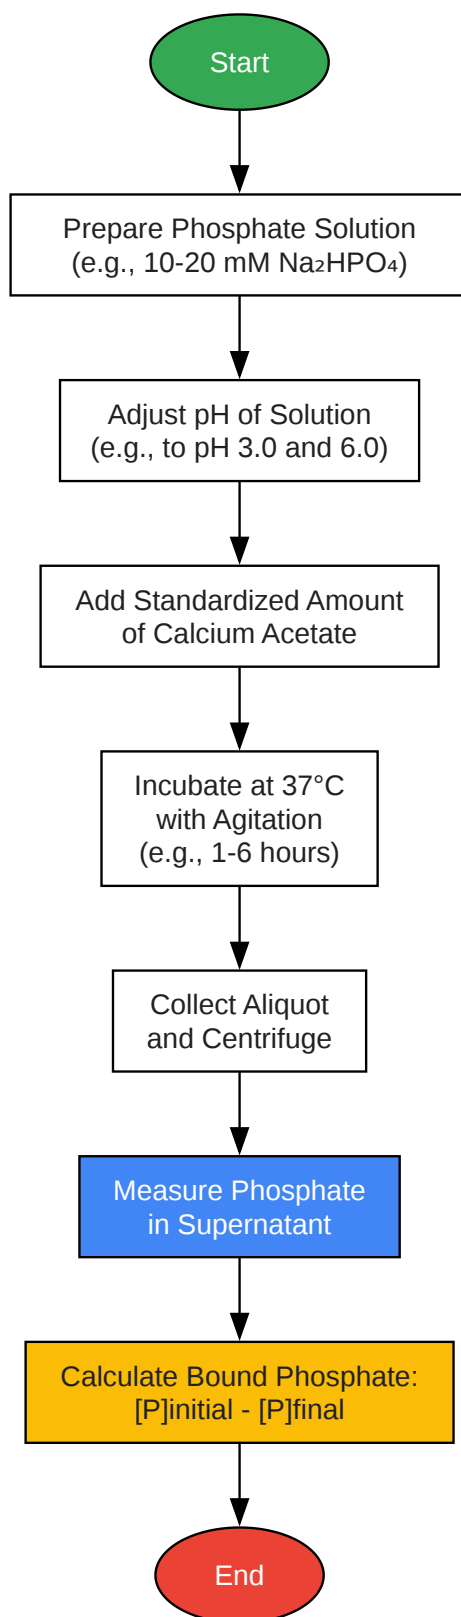 Start
Prepare Phosphate Solution
(e.g., 10-20 mM Na₂HPO₄)
Adjust pH of Solution
(e.g., to pH 3.0 and 6.0)
Add Standardized Amount
of Calcium Acetate
Incubate at 37°C
with Agitation
(e.g., 1-6 hours)
Collect Aliquot
and Centrifuge
Measure Phosphate
in Supernatant
Calculate Bound Phosphate:
[P]initial - [P]final
End